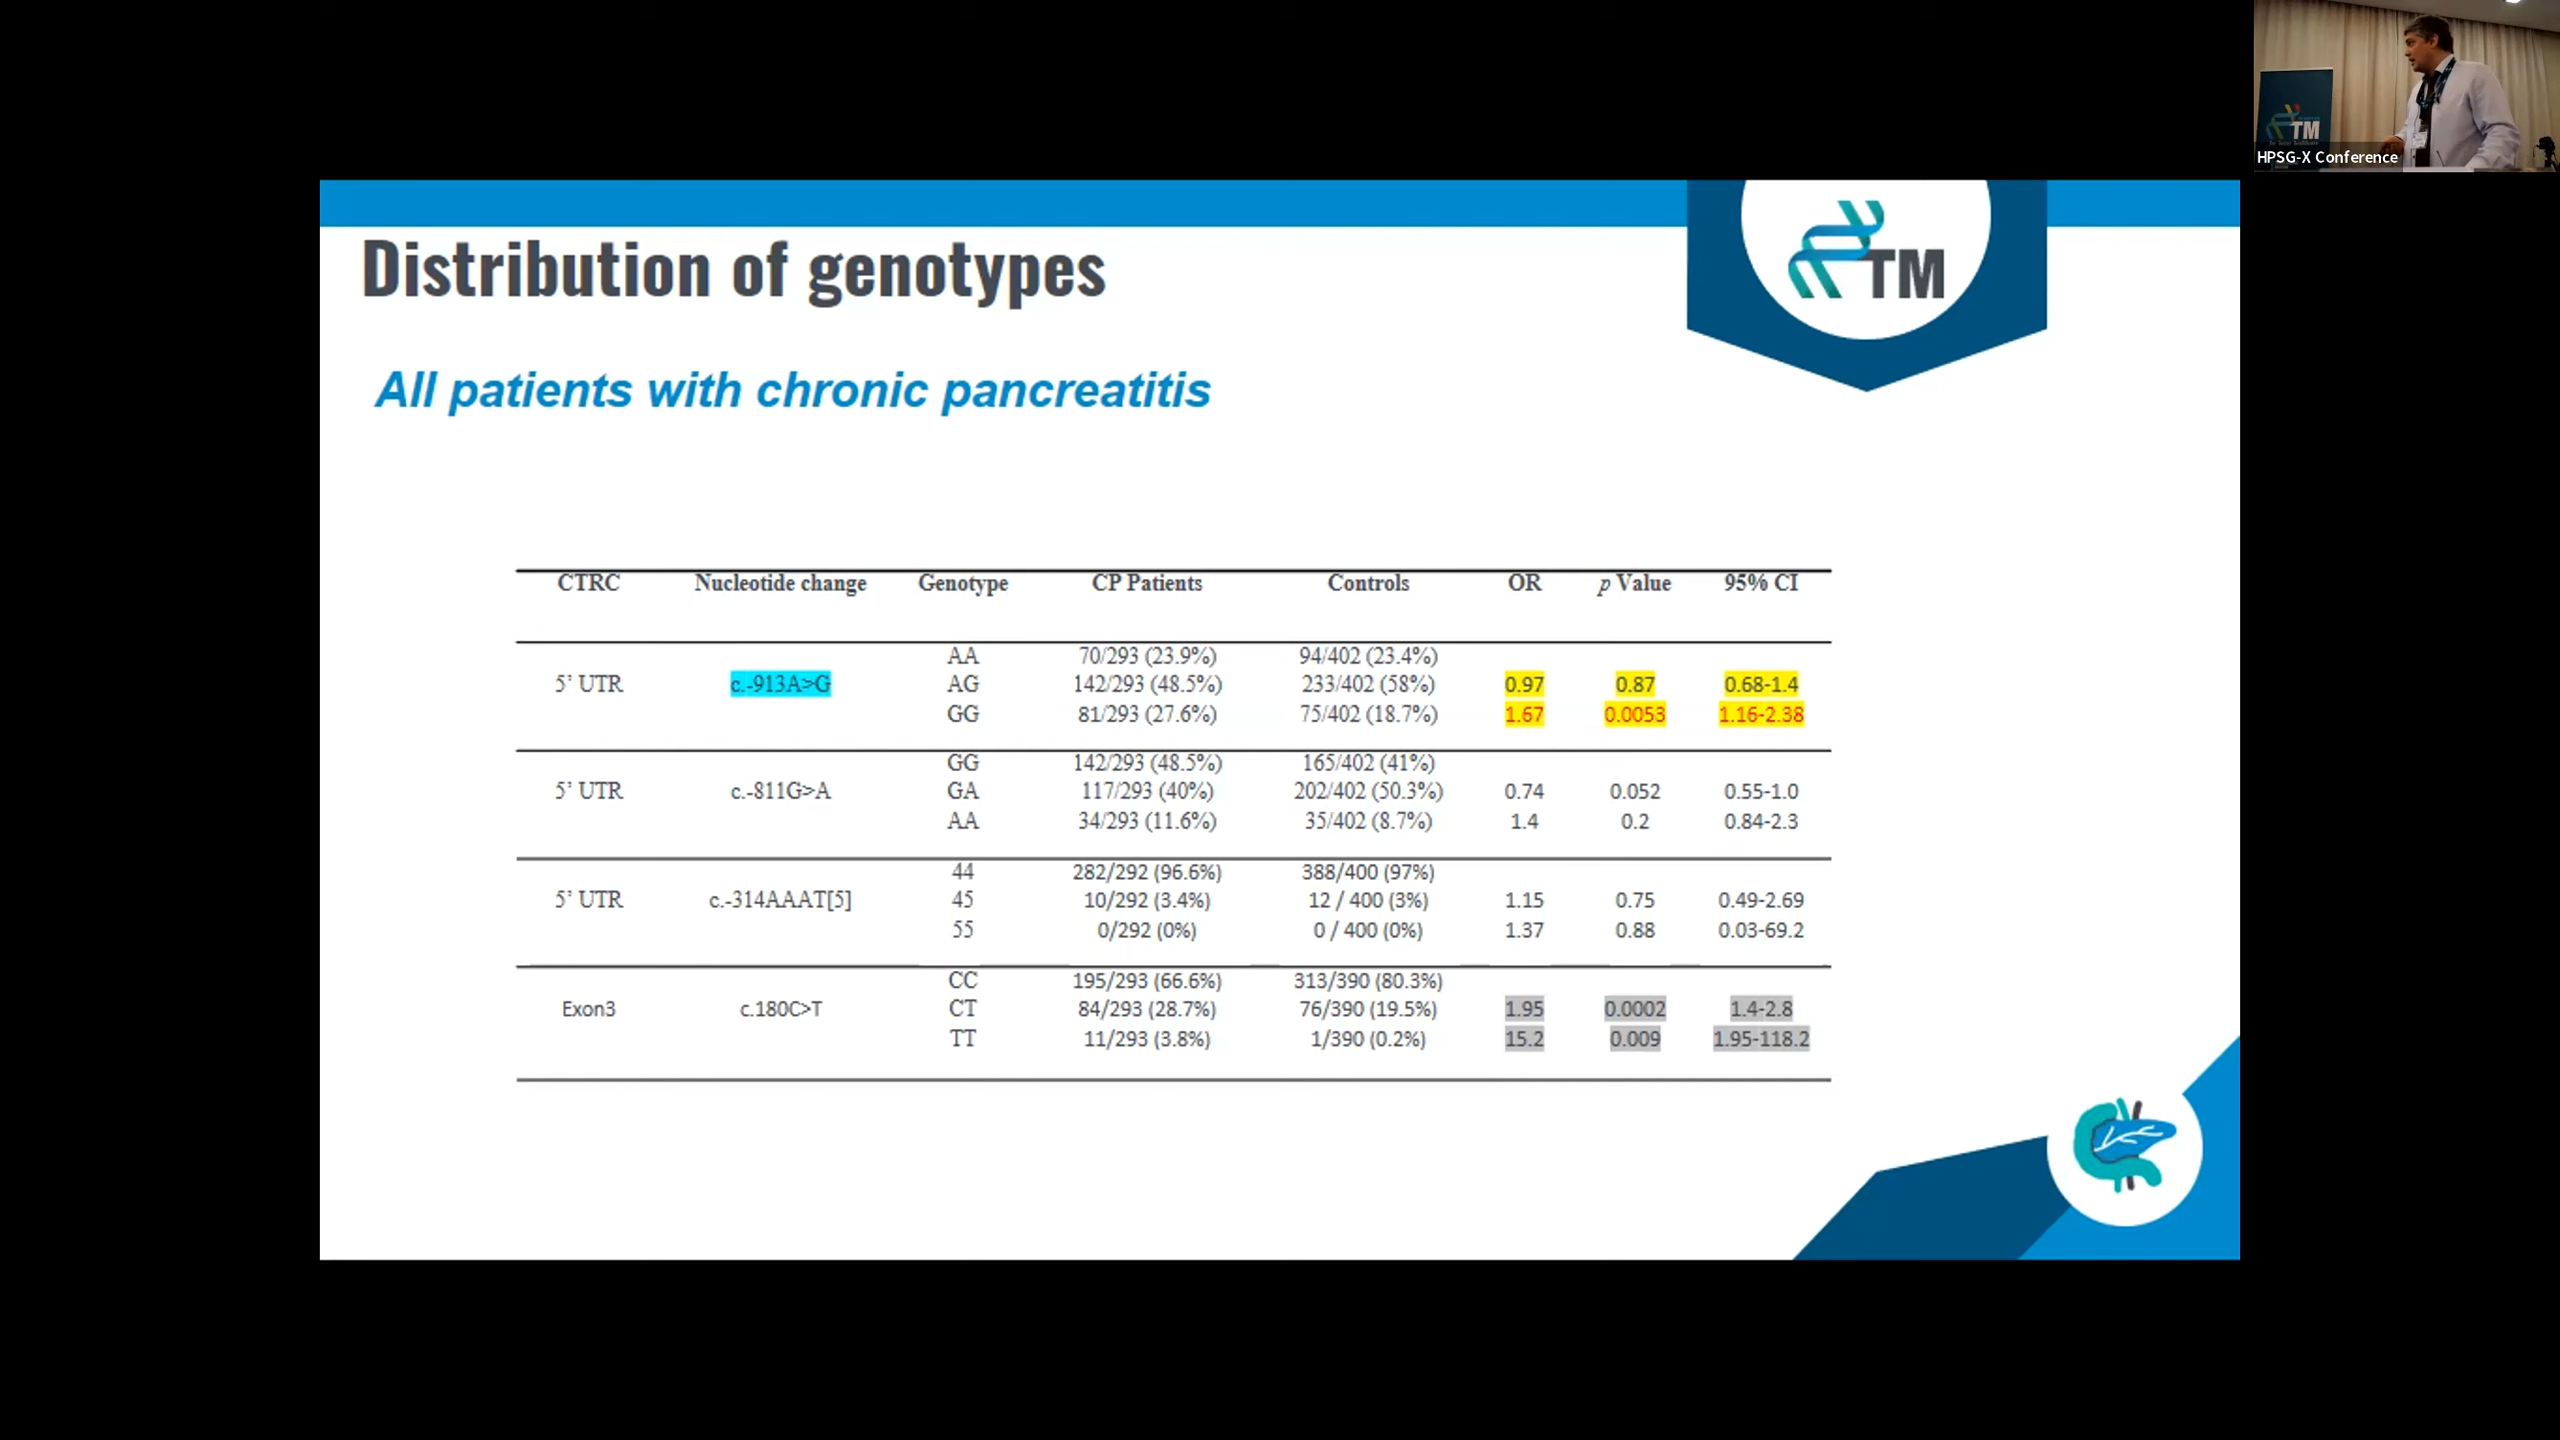 TM
HPSG-X Conference
Distribution of genotypes
TM
All patients with chronic pancreatitis
CTRC Nucleotide change Genotype CP Patients Controls OR p Value 95% CI
AA 70/293 (23.9%) 94/402 (23.4%)
5' UTR c.-913A>G AG 142/293 (48.5%) 233/402 (58%) 0.97 0.87 0.68-1.4
GG 81/293 (27.6%) 75/402 (18.7%) 1.67 0.0053 1.16-2.38
GG 142/293 (48.5%) 165/402 (41%)
5' UTR c.-811G>A GA 117/293 (40%) 202/402 (50.3%) 0.74 0.052 0.55-1.0
AA 34/293 (11.6%) 35/402 (8.7%) 1.4 0.2 0.84-2.3
44 282/292 (96.6%) 388/400 (97%)
5' UTR c.-314AAAT[5] 45 10/292 (3.4%) 12 / 400 (3%) 1.15 0.75 0.49-2.69
55 0/292 (0%) 0 / 400 (0%) 1.37 0.88 0.03-69.2
CC 195/293 (66.6%) 313/390 (80.3%)
Exon3 c.180C>T CT 84/293 (28.7%) 76/390 (19.5%) 1.95 0.0002 1.4-2.8
TT 11/293 (3.8%) 1/390 (0.2%) 15.2 0.009 1.95-118.2